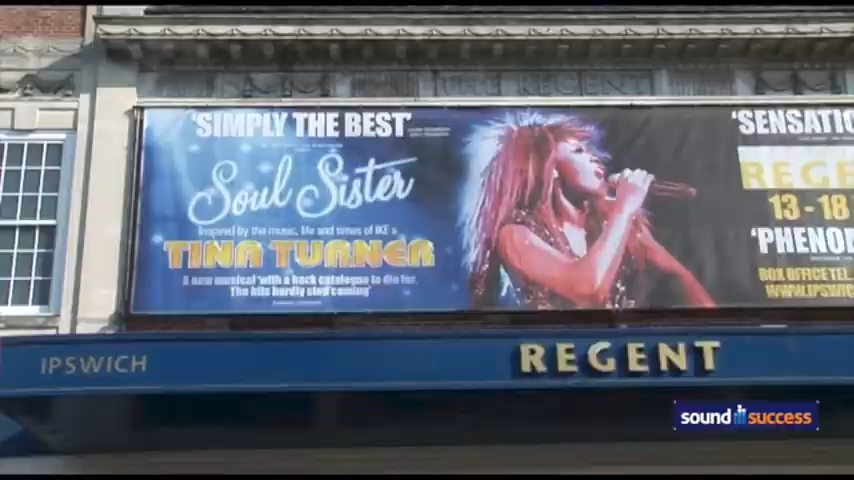 THE REGENT
'SIMPLY THE BEST'
Soul Sister
Inspired by the music, life and times of IKE &
TINA TURNER
A new musical 'with a back catalogue to die for.
The hits hardly stop coming'
'SENSATIO
REGE
13 - 18
'PHENOM
BOX OFFICE TEL.
WWW.IPSWIC
IPSWICH
REGENT
sound in success